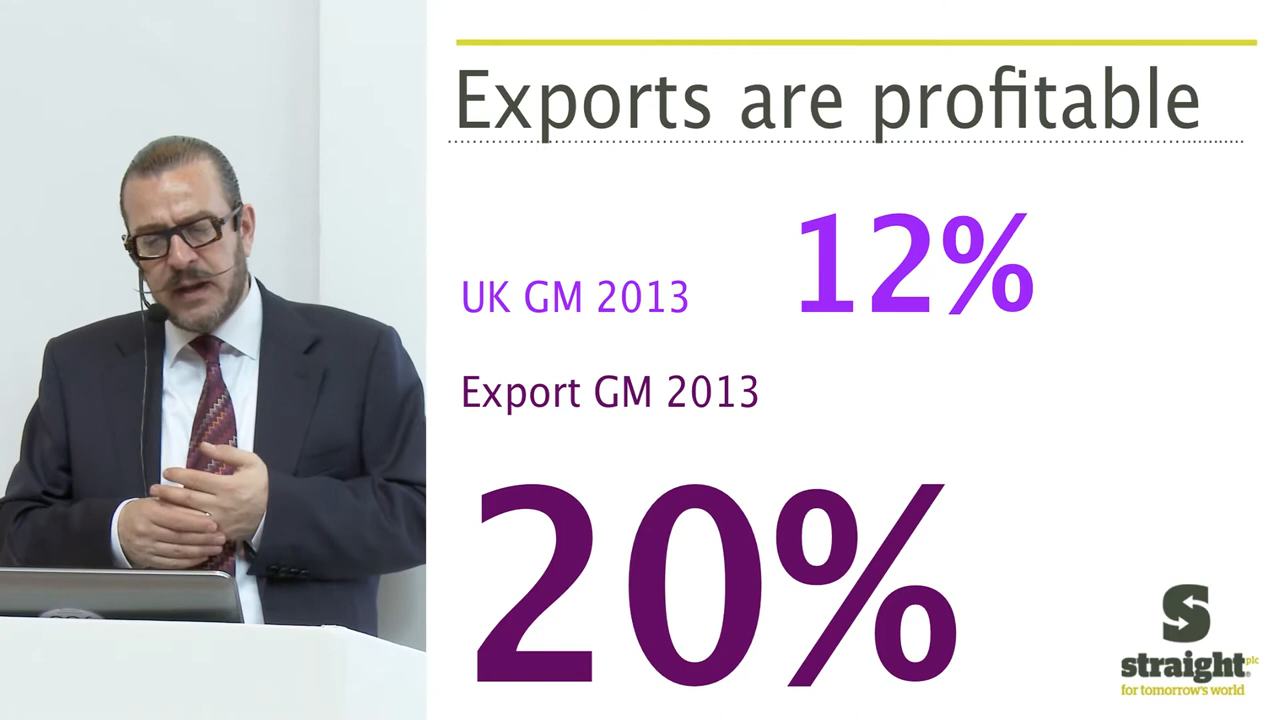 Exports are profitable
UK GM 2013 12%
Export GM 2013
20%
S
straight plc
for tomorrow's world